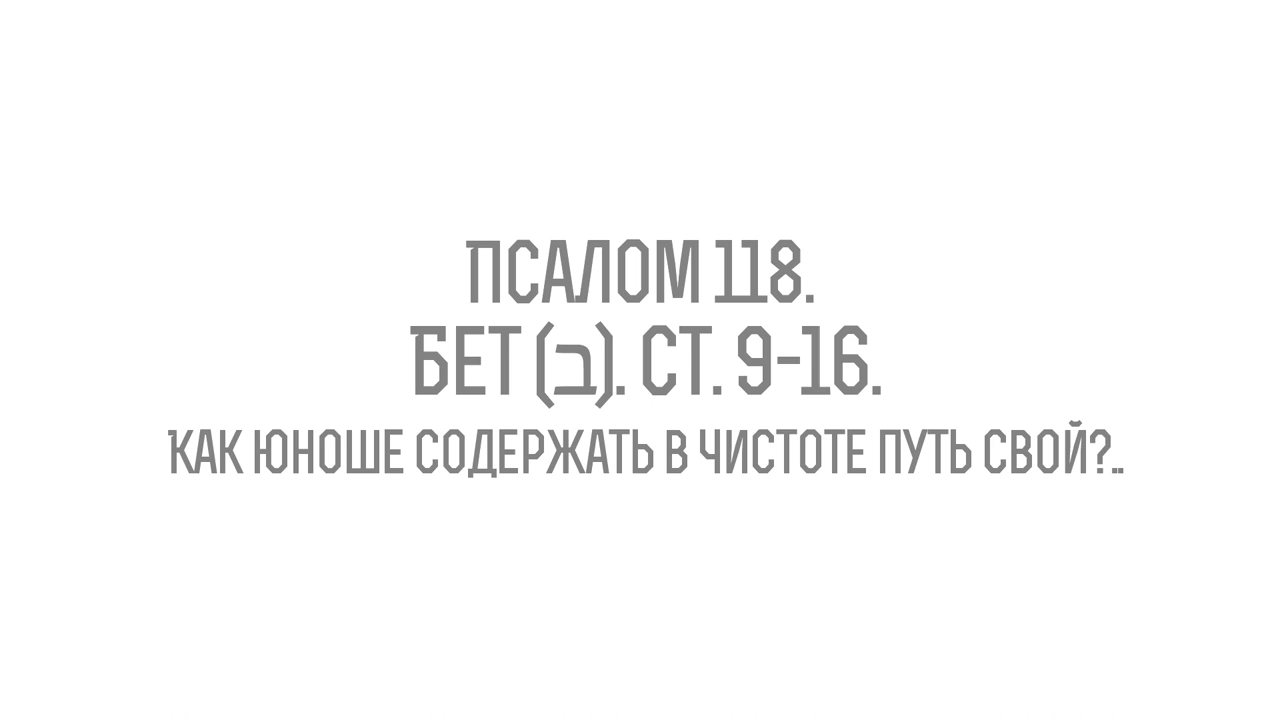 ПСАЛОМ 118.
БЕТ (ב). СТ. 9-16.
КАК ЮНОШЕ СОДЕРЖАТЬ В ЧИСТОТЕ ПУТЬ СВОЙ?..